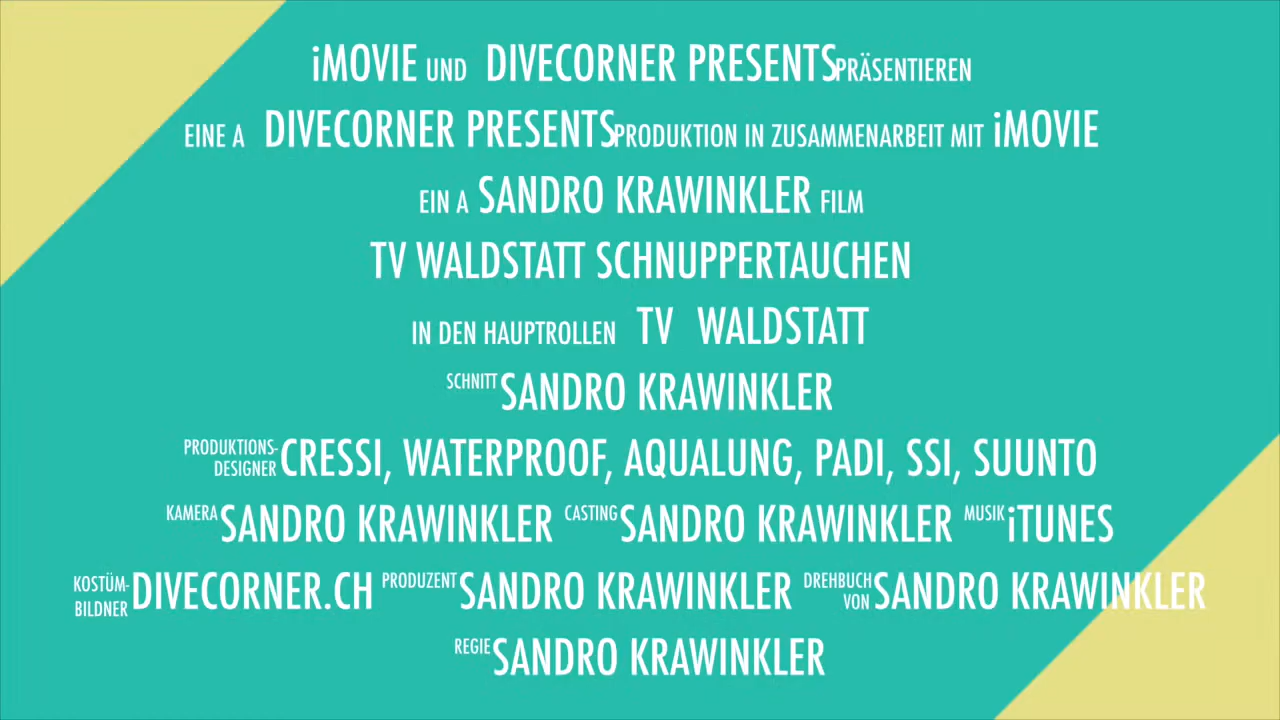 iMOVIE UND DIVECORNER PRESENTS PRÄSENTIEREN
EINE A DIVECORNER PRESENTS PRODUKTION IN ZUSAMMENARBEIT MIT iMOVIE
EIN A SANDRO KRAWINKLER FILM
TV WALDSTATT SCHNUPPERTAUCHEN
IN DEN HAUPTROLLEN TV WALDSTATT
SCHNITT SANDRO KRAWINKLER
PRODUKTIONS-DESIGNER CRESSI, WATERPROOF, AQUALUNG, PADI, SSI, SUUNTO
KAMERA SANDRO KRAWINKLER CASTING SANDRO KRAWINKLER MUSIK iTUNES
KOSTÜM-BILDNER DIVECORNER.CH PRODUZENT SANDRO KRAWINKLER DREHBUCH VON SANDRO KRAWINKLER
REGIE SANDRO KRAWINKLER